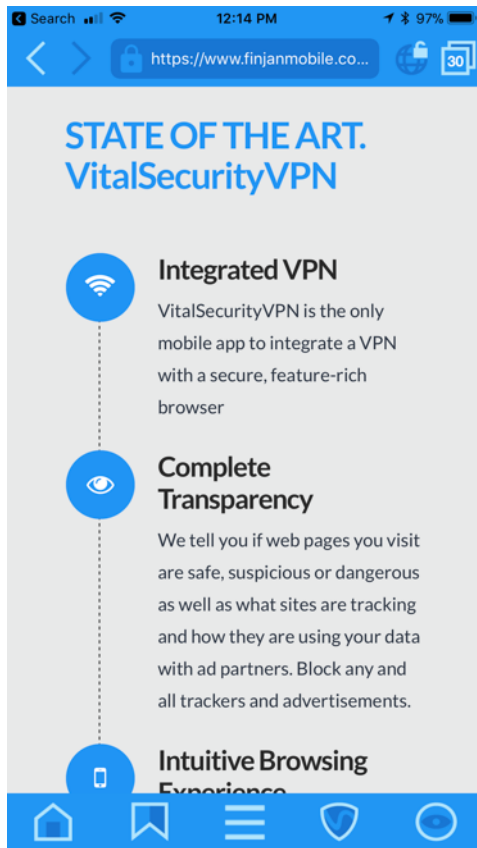 Search 12:14 PM 97%
https://www.finjanmobile.co... 30
STATE OF THE ART.
VitalSecurityVPN
Integrated VPN
VitalSecurityVPN is the only
mobile app to integrate a VPN
with a secure, feature-rich
browser
Complete
Transparency
We tell you if web pages you visit
are safe, suspicious or dangerous
as well as what sites are tracking
and how they are using your data
with ad partners. Block any and
all trackers and advertisements.
Intuitive Browsing
Experience